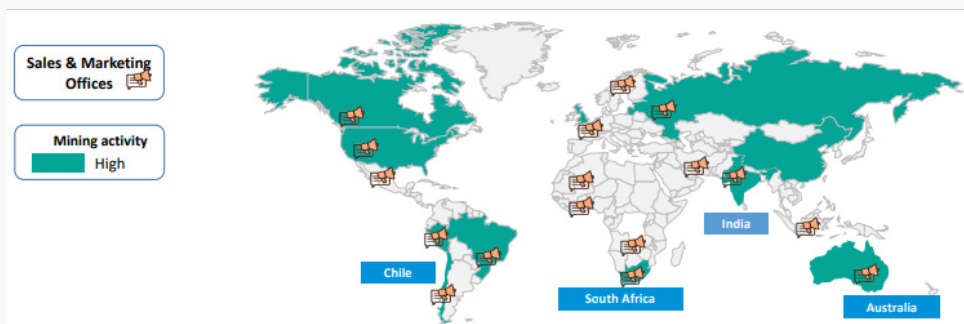 Sales & Marketing
Offices
Mining activity
High
India
Chile
South Africa
Australia